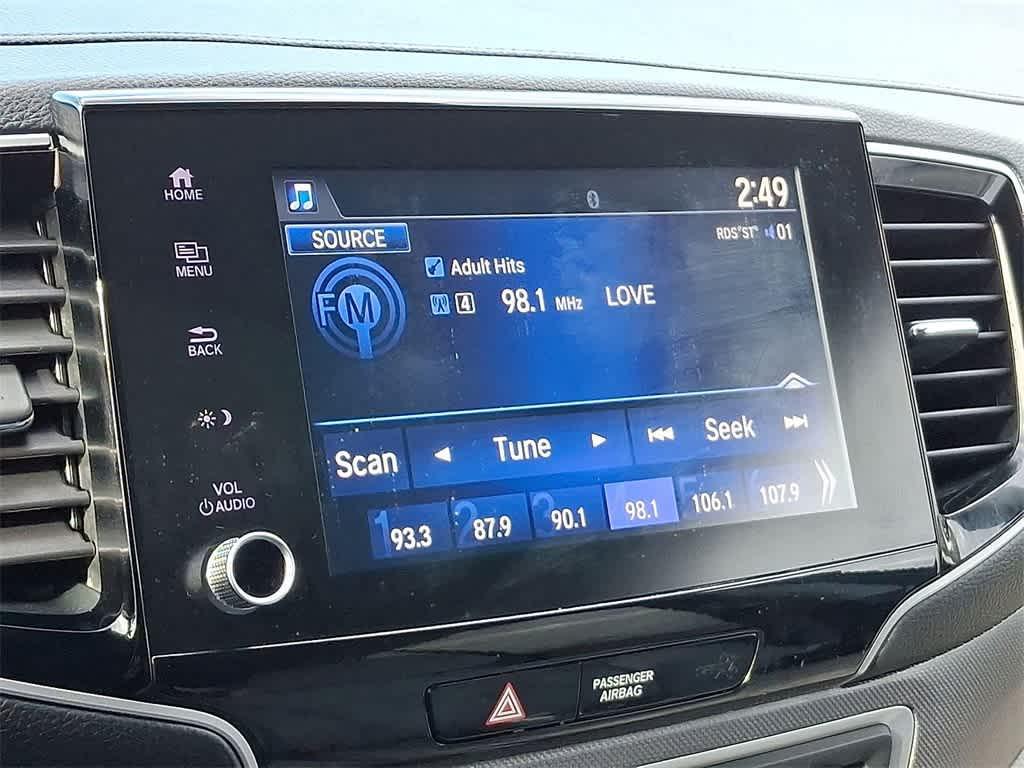 HOME
MENU
BACK
VOL
AUDIO
2:49
SOURCE
RDS"ST" 01
FM
Adult Hits
4 98.1 MHz LOVE
Scan Tune Seek
1 93.3 2 87.9 3 90.1 4 98.1 5 106.1 6 107.9
PASSENGER
AIRBAG